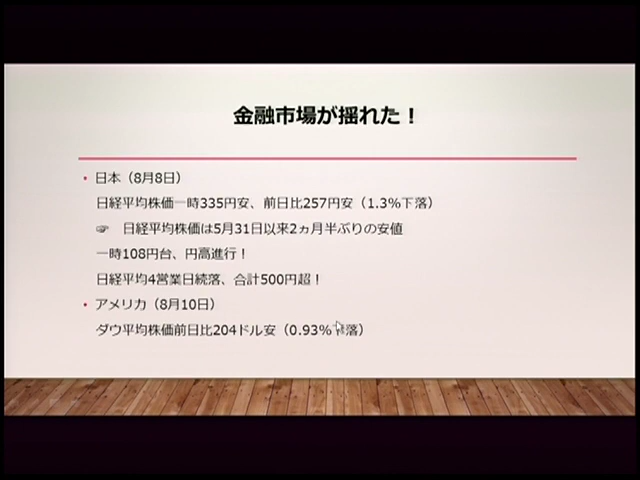 金融市場が揺れた！
• 日本（8月8日）
日経平均株価一時335円安、前日比257円安（1.3%下落）
☞ 日経平均株価は5月31日以来2ヵ月半ぶりの安値
一時108円台、円高進行！
日経平均4営業日続落、合計500円超！
• アメリカ（8月10日）
ダウ平均株価前日比204ドル安（0.93%下落）